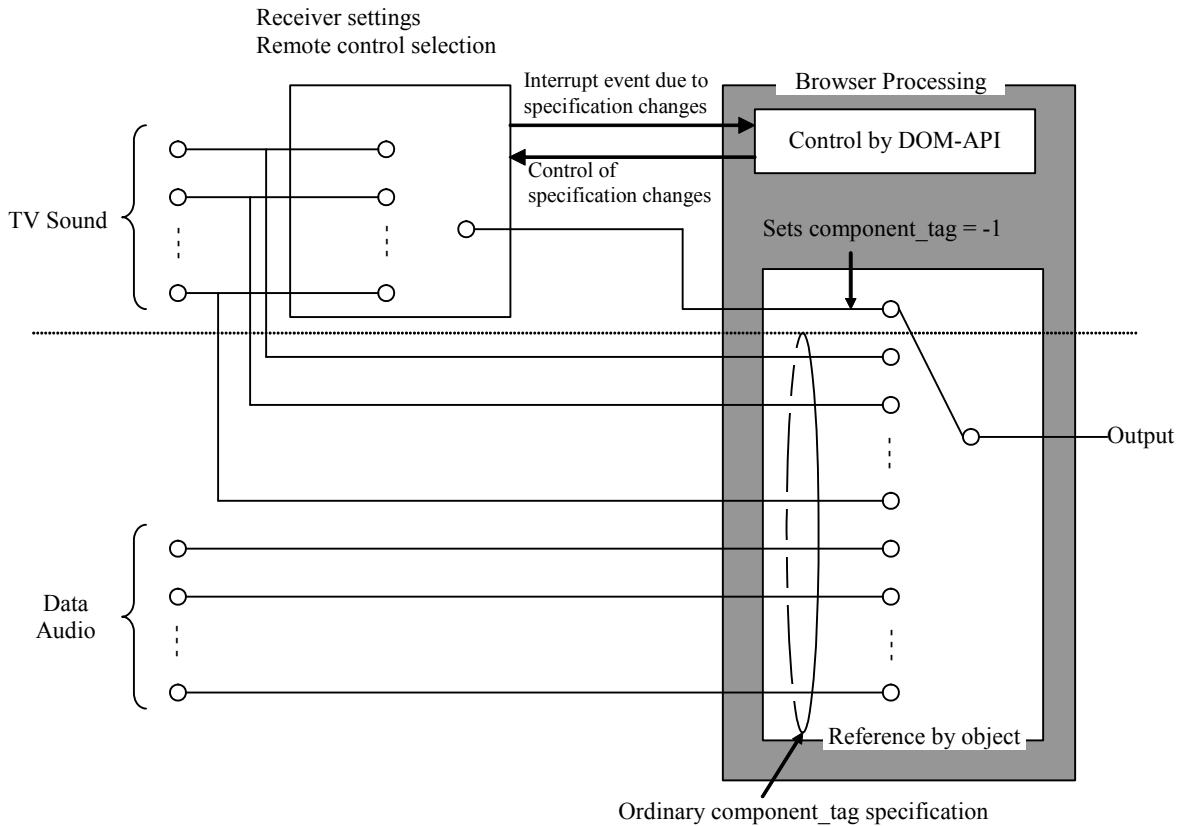 Receiver settings
Remote control selection
Interrupt event due to
specification changes
Browser Processing
Control by DOM-API
Control of
specification changes
TV Sound
Sets component_tag = -1
Output
Data
Audio
Reference by object
Ordinary component_tag specification